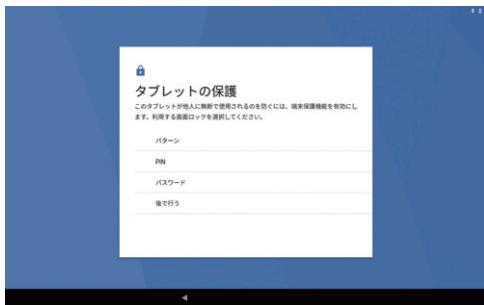 タブレットの保護
このタブレットが他人に無断で使用されるのを防ぐには、端末保護機能を有効にし
ます。利用する画面ロックを選択してください。
パターン
PIN
パスワード
後で行う